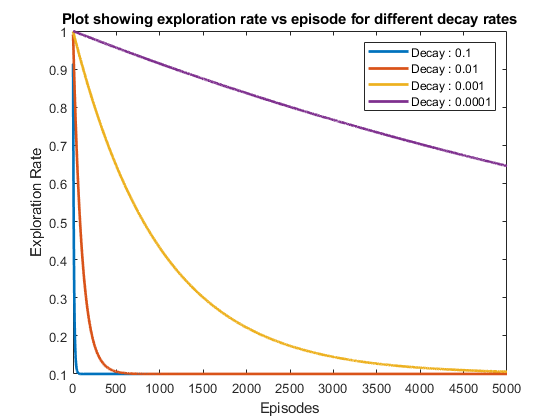 Plot showing exploration rate vs episode for different decay rates
1
0.9
0.8
0.7
0.6
0.5
0.4
0.3
0.2
0.1
Exploration Rate
Decay : 0.1
Decay : 0.01
Decay : 0.001
Decay : 0.0001
0 500 1000 1500 2000 2500 3000 3500 4000 4500 5000
Episodes